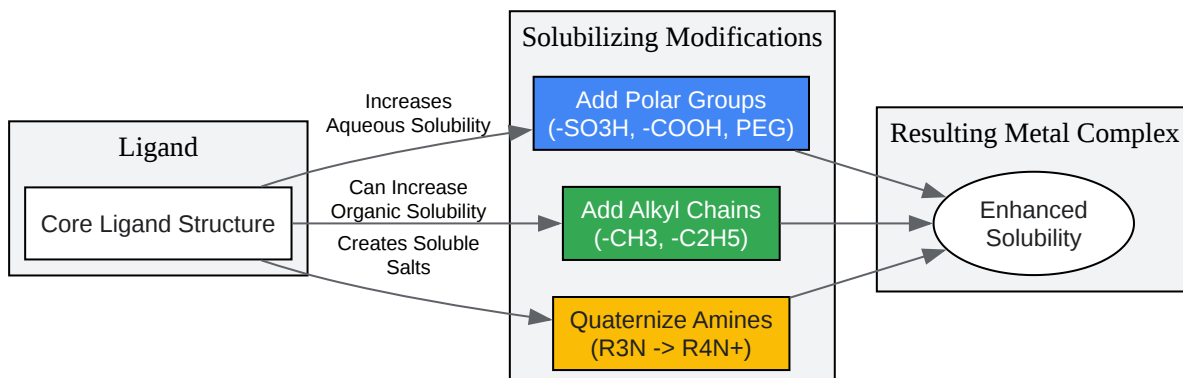 Ligand
Core Ligand Structure
Increases
Aqueous Solubility
Can Increase
Organic Solubility
Creates Soluble
Salts
Solubilizing Modifications
Add Polar Groups
(-SO3H, -COOH, PEG)
Add Alkyl Chains
(-CH3, -C2H5)
Quaternize Amines
(R3N -> R4N+)
Resulting Metal Complex
Enhanced
Solubility